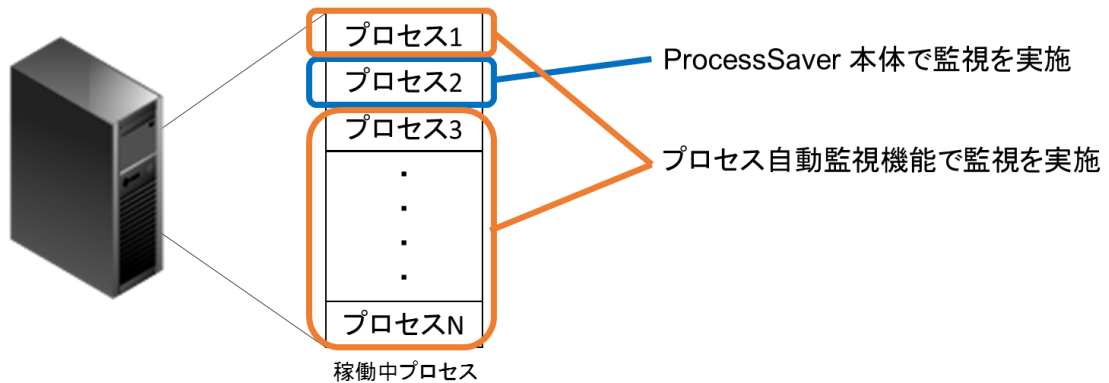 プロセス1
プロセス2
プロセス3
・
・
・
・
プロセスN
稼働中プロセス
ProcessSaver 本体で監視を実施
プロセス自動監視機能で監視を実施